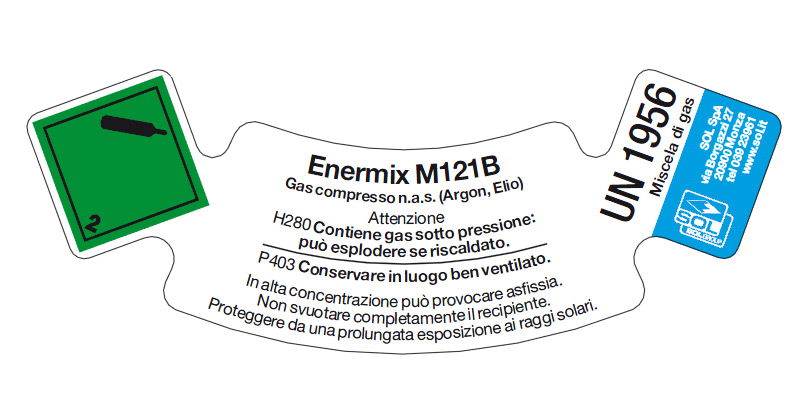 2
Enermix M121B
Gas compresso n.a.s. (Argon, Elio)
Attenzione
H280 Contiene gas sotto pressione:
può esplodere se riscaldato.
P403 Conservare in luogo ben ventilato.
In alta concentrazione può provocare asfissia.
Non svuotare completamente il recipiente.
Proteggere da una prolungata esposizione ai raggi solari.
UN 1956
Miscela di gas
SOL SpA
via Borgazzi 27
20900 Monza
tel 039 23961
www.sol.it
SOL
SOLGROUP